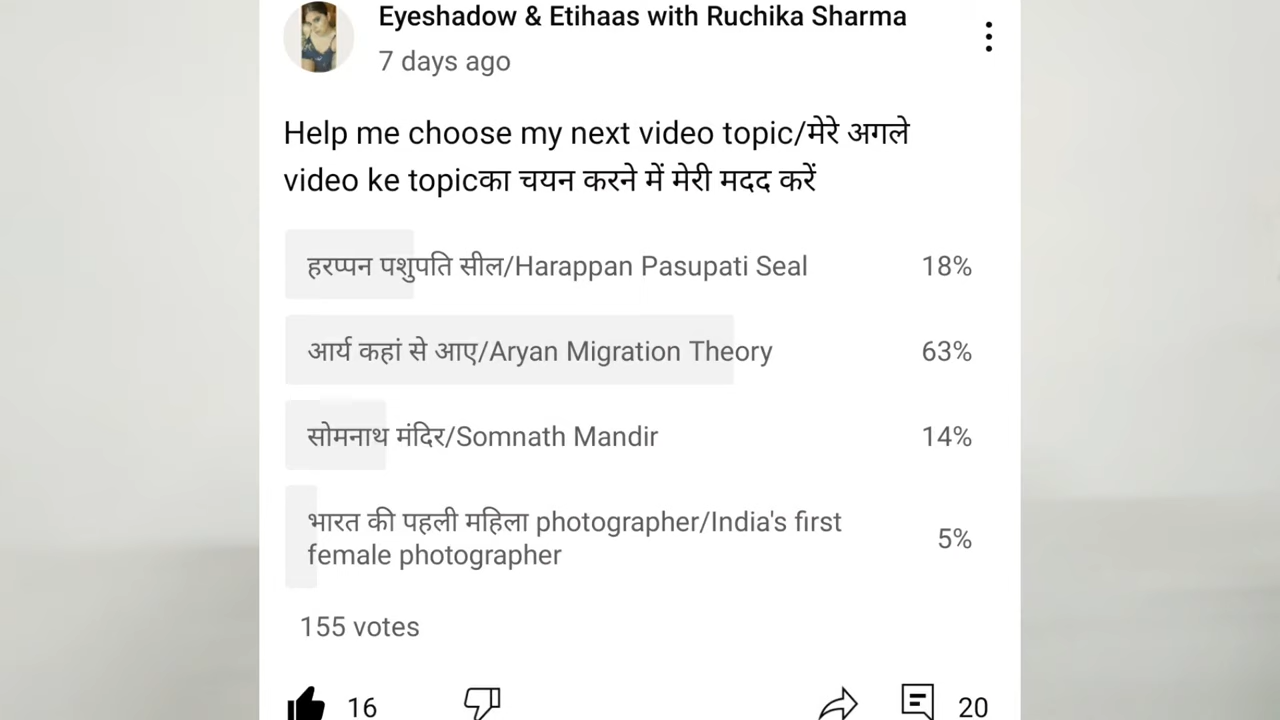 Eyeshadow & Etihaas with Ruchika Sharma
7 days ago
Help me choose my next video topic/मेरे अगले
video ke topicका चयन करने में मेरी मदद करें
हरप्पन पशुपति सील/Harappan Pasupati Seal
18%
आर्य कहां से आए/Aryan Migration Theory
63%
सोमनाथ मंदिर/Somnath Mandir
14%
भारत की पहली महिला photographer/India's first
female photographer
5%
155 votes
16
20